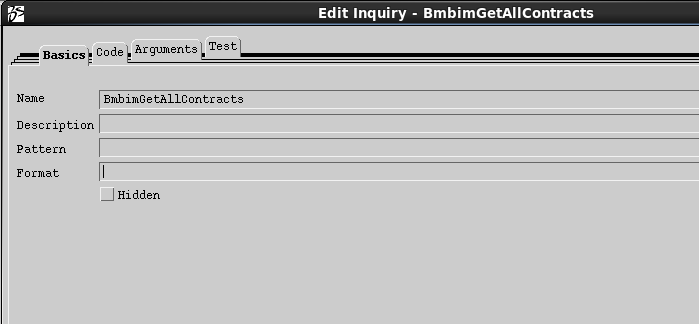 Edit Inquiry - BmbimGetAllContracts
Basics Code Arguments Test
Name BmbimGetAllContracts
Description
Pattern
Format
Hidden